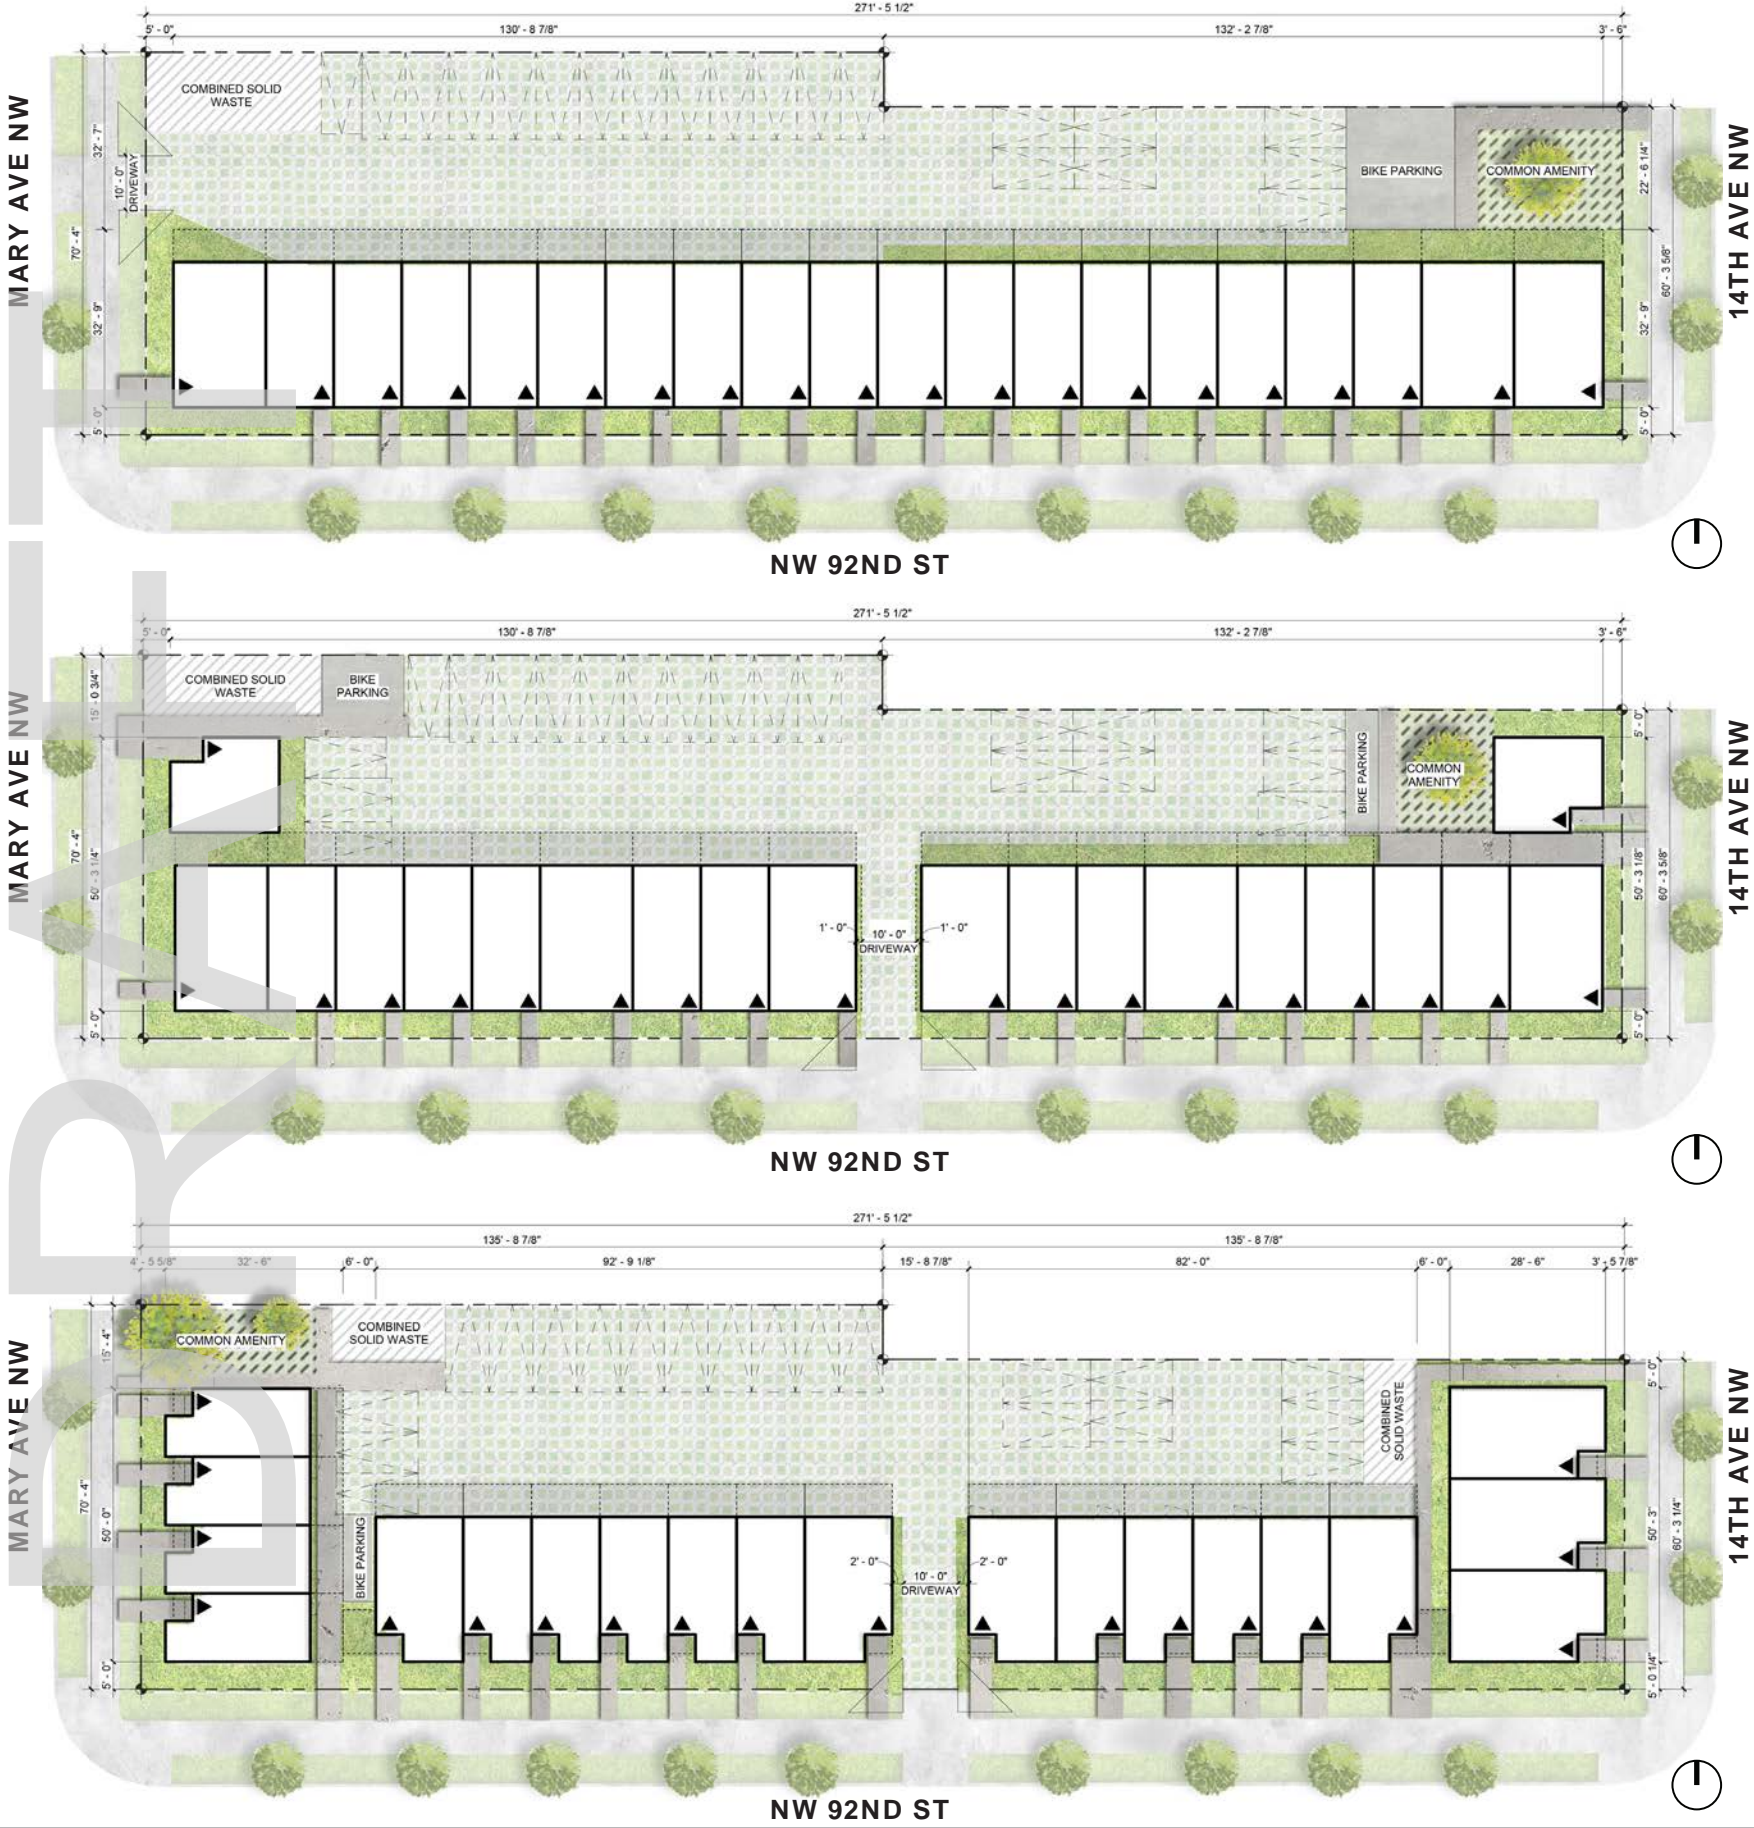 271' - 5 1/2"
5' - 0"
130' - 8 7/8"
132' - 2 7/8"
3' - 6"
MARY AVE NW
32' - 7"
10' - 0"
DRIVEWAY
70' - 4"
32' - 9"
5' - 0"
COMBINED SOLID
WASTE
BIKE PARKING
COMMON AMENITY
22' - 6 1/4"
60' - 3 5/8"
32' - 9"
5' - 0"
14TH AVE NW
NW 92ND ST
271' - 5 1/2"
5' - 0"
130' - 8 7/8"
132' - 2 7/8"
3' - 6"
MARY AVE NW
15' - 0 3/4"
70' - 4"
50' - 3 1/4"
5' - 0"
COMBINED SOLID
WASTE
BIKE
PARKING
BIKE PARKING
COMMON
AMENITY
1' - 0"
10' - 0"
DRIVEWAY
1' - 0"
5' - 0"
50' - 3 1/8"
60' - 3 5/8"
5' - 0"
14TH AVE NW
NW 92ND ST
271' - 5 1/2"
135' - 8 7/8"
135' - 8 7/8"
4' - 5 5/8"
32' - 6"
6' - 0"
92' - 9 1/8"
15' - 8 7/8"
82' - 0"
6' - 0"
28' - 6"
3' - 5 7/8"
MARY AVE NW
15' - 4"
70' - 4"
50' - 0"
5' - 0"
COMMON AMENITY
COMBINED
SOLID WASTE
BIKE PARKING
2' - 0"
10' - 0"
DRIVEWAY
2' - 0"
COMBINED
SOLID WASTE
5' - 0"
50' - 3"
60' - 3 1/4"
5' - 0 1/4"
14TH AVE NW
NW 92ND ST
DRAFT